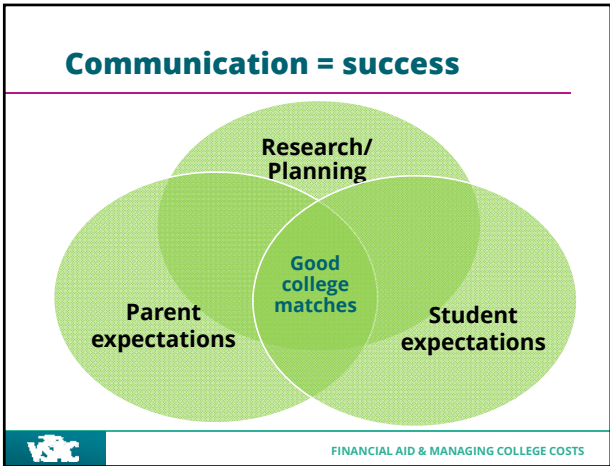 Communication = success
Research/
Planning
Good
college
matches
Parent
expectations
Student
expectations
VSAC
FINANCIAL AID & MANAGING COLLEGE COSTS